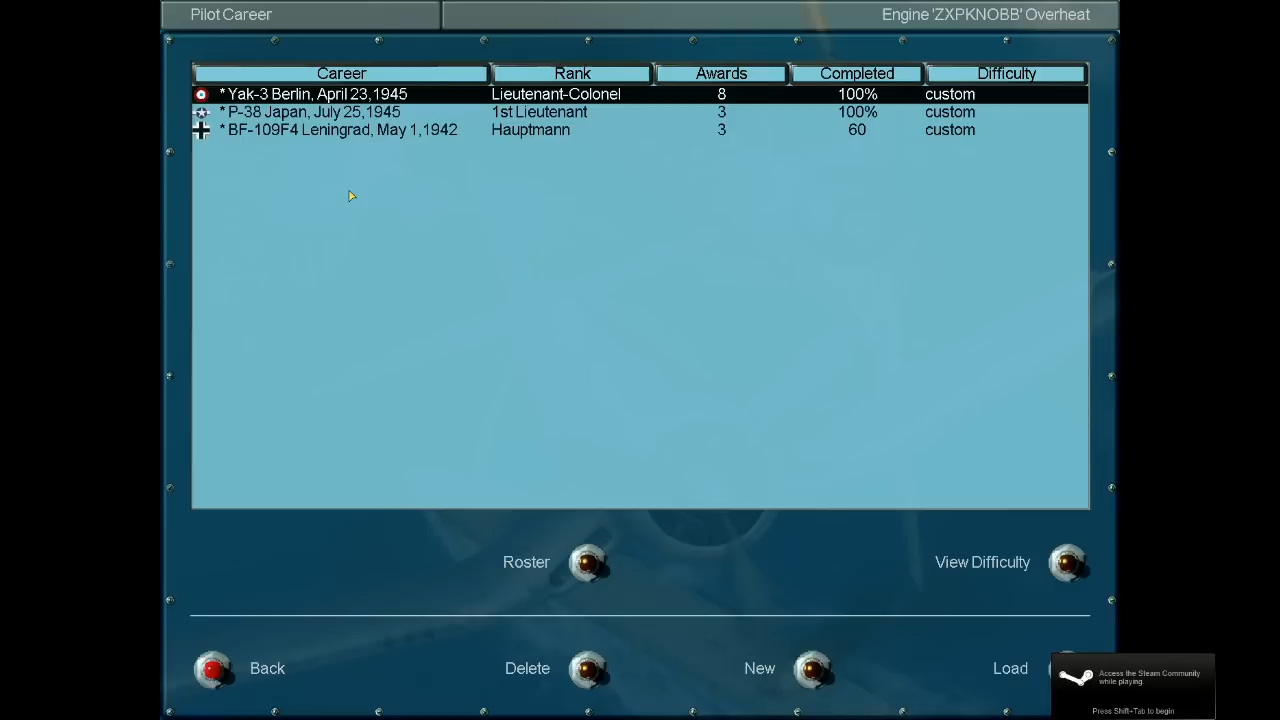 Pilot Career
Engine 'ZXPKNOBB' Overheat
Career Rank Awards Completed Difficulty
* Yak-3 Berlin, April 23,1945 Lieutenant-Colonel 8 100% custom
* P-38 Japan, July 25,1945 1st Lieutenant 3 100% custom
* BF-109F4 Leningrad, May 1,1942 Hauptmann 3 60 custom
Roster
View Difficulty
Back
Delete
New
Load
Access the Steam Community
while playing.
Press Shift+Tab to begin